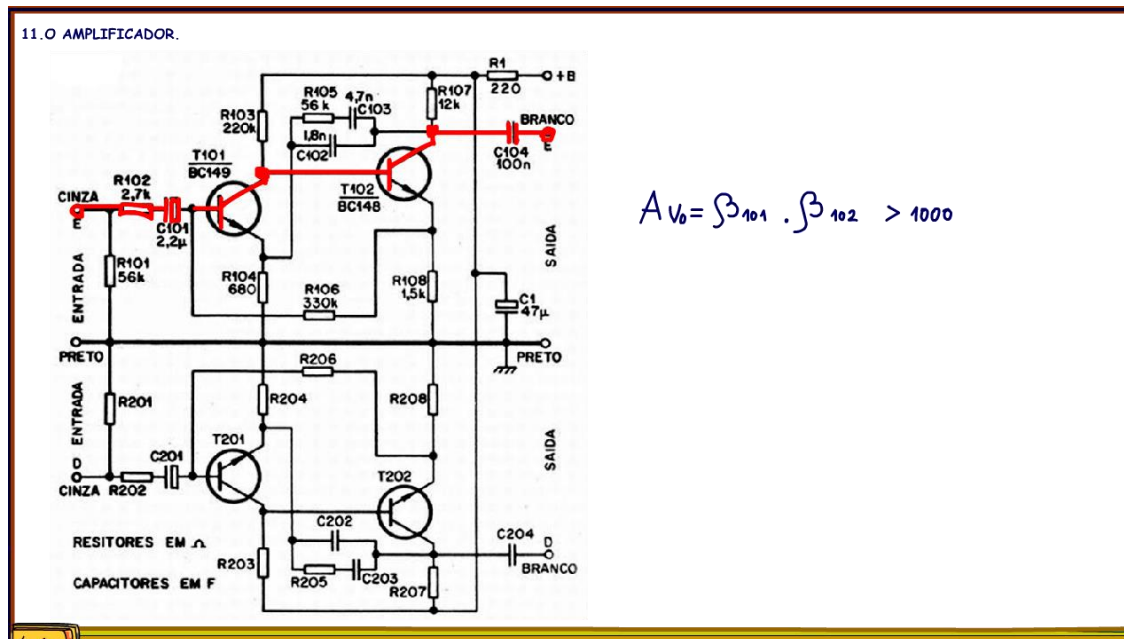 11.O AMPLIFICADOR.
R1
220
+B
R107
12k
R105
56k
4,7n
C103
R103
220k
1,8n
C102
BRANCO
E
C104
100n
T101
BC149
T102
BC148
R102
2,7k
CINZA
E
C101
2,2μ
R101
56k
ENTRADA
R104
680
R106
330k
R108
1,5k
SAIDA
C1
47μ
PRETO
PRETO
R206
R201
R204
R208
ENTRADA
SAIDA
T201
C201
D
CINZA
R202
T202
C202
C204
D
BRANCO
RESITORES EM Ω
R203
R205
C203
R207
CAPACITORES EM F
Av₀= β₁₀₁ . β₁₀₂ > 1000